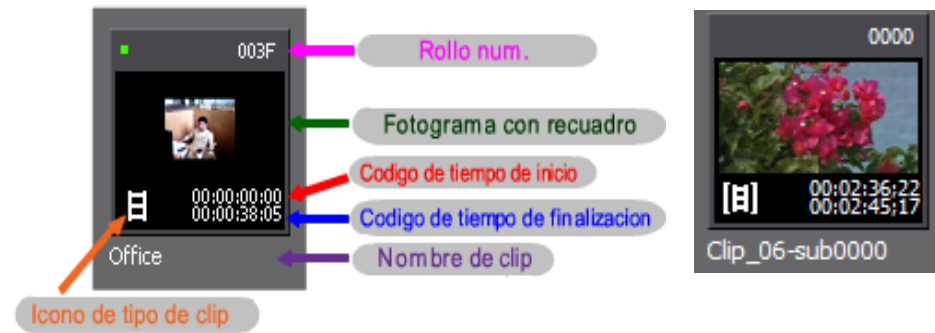 003F
Rollo num.
Fotograma con recuadro
Codigo de tiempo de inicio
00:00:00:00
00:00:38:05
Codigo de tiempo de finalizacion
Office
Nombre de clip
Icono de tipo de clip
0000
00:02:36;22
00:02:45;17
Clip_06-sub0000